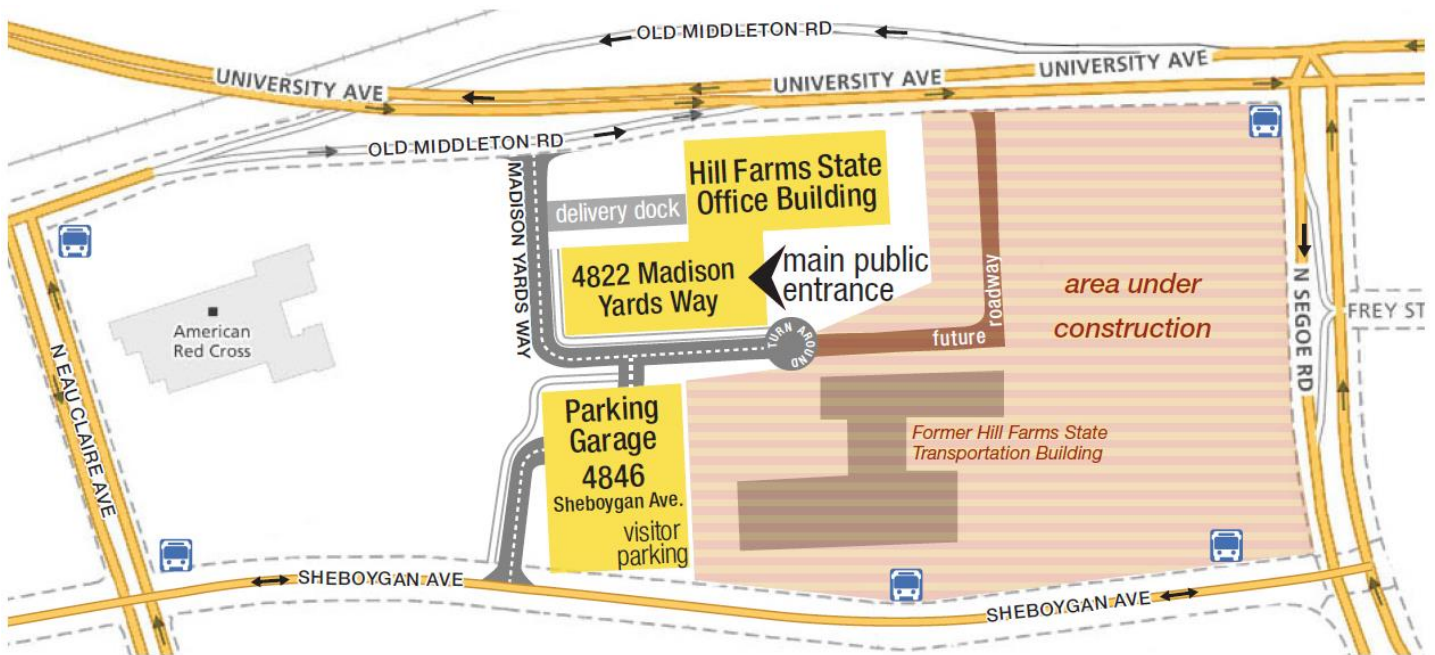 OLD MIDDLETON RD
UNIVERSITY AVE
UNIVERSITY AVE
UNIVERSITY AVE
OLD MIDDLETON RD
MADISON YARDS WAY
Hill Farms State
Office Building
delivery dock
4822 Madison
Yards Way
main public
entrance
TURN AROUND
future
roadway
area under
construction
N SEGOE RD
FREY ST
American
Red Cross
N EAU CLAIRE AVE
Parking
Garage
4846
Sheboygan Ave.
visitor
parking
Former Hill Farms State
Transportation Building
SHEBOYGAN AVE
SHEBOYGAN AVE